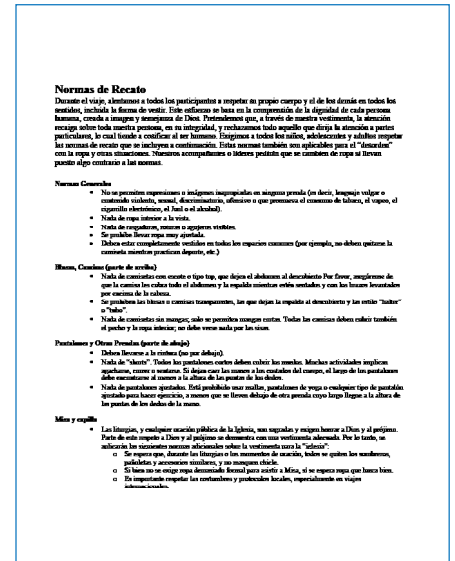 Normas de Recato
Durante el viaje, alentamos a todos los participantes a respetar su propio cuerpo y el de los demás en todos los
sentidos, incluida la forma de vestir. Este esfuerzo se basa en la comprensión de la dignidad de cada persona
humana, creada a imagen y semejanza de Dios. Pretendemos que, a través de nuestra vestimenta, la atención
recaiga sobre toda nuestra persona, en su integridad, y rechazamos todo aquello que dirija la atención a partes
particulares, lo cual tiende a cosificar al ser humano. Exigimos a todos los niños, adolescentes y adultos respetar
las normas de recato que se incluyen a continuación. Estas normas también son aplicables para el "desorden"
con la ropa y otras situaciones. Nuestros acompañantes o líderes pedirán que se cambien de ropa si llevan
puesto algo contrario a las normas.
Normas Generales
• No se permiten expresiones o imágenes inapropiadas en ninguna prenda (es decir, lenguaje vulgar o
contenido violento, sexual, discriminatorio, ofensivo o que promueva el consumo de tabaco, el vapeo, el
cigarrillo electrónico, el Juul o el alcohol).
• Nada de ropa interior a la vista.
• Nada de rasgaduras, roturas o agujeros visibles.
• Se prohíbe llevar ropa muy ajustada.
• Deben estar completamente vestidos en todos los espacios comunes (por ejemplo, no deben quitarse la
camiseta mientras practican deporte, etc.)
Blusas, Camisas (parte de arriba)
• Nada de camisetas con escote o tipo top, que dejen el abdomen al descubierto Por favor, asegúrense de
que la camisa les cubra todo el abdomen y la espalda mientras estén sentados y con los brazos levantados
por encima de la cabeza.
• Se prohíben las blusas o camisas transparentes, las que dejan la espalda al descubierto y las estilo "halter"
o "tubo".
• Nada de camisetas sin mangas; solo se permiten mangas cortas. Todas las camisas deben cubrir también
el pecho y la ropa interior; no debe verse nada por las sisas.
Pantalones y Otras Prendas (parte de abajo)
• Deben llevarse a la cintura (no por debajo).
• Nada de "shorts". Todos los pantalones cortos deben cubrir los muslos. Muchas actividades implican
agacharse, correr o sentarse. Si dejan caer las manos a los costados del cuerpo, el largo de los pantalones
debe encontrarse al menos a la altura de las puntas de los dedos.
• Nada de pantalones ajustados. Está prohibido usar mallas, pantalones de yoga o cualquier tipo de pantalón
ajustado para hacer ejercicio, a menos que se lleven debajo de otra prenda cuyo largo llegue a la altura de
las puntas de los dedos de la mano.
Misa y capilla
• Las liturgias, y cualquier oración pública de la Iglesia, son sagradas y exigen honrar a Dios y al prójimo.
Parte de este respeto a Dios y al prójimo se demuestra con una vestimenta adecuada. Por lo tanto, se
aplicarán las siguientes normas adicionales sobre la vestimenta para la "iglesia":
o Se espera que, durante las liturgias o los momentos de oración, todos se quiten los sombreros,
pañoletas y accesorios similares, y no masquen chicle.
o Si bien no se exige ropa demasiado formal para asistir a Misa, sí se espera ropa que luzca bien.
o Es importante respetar las costumbres y protocolos locales, especialmente en viajes
internacionales.